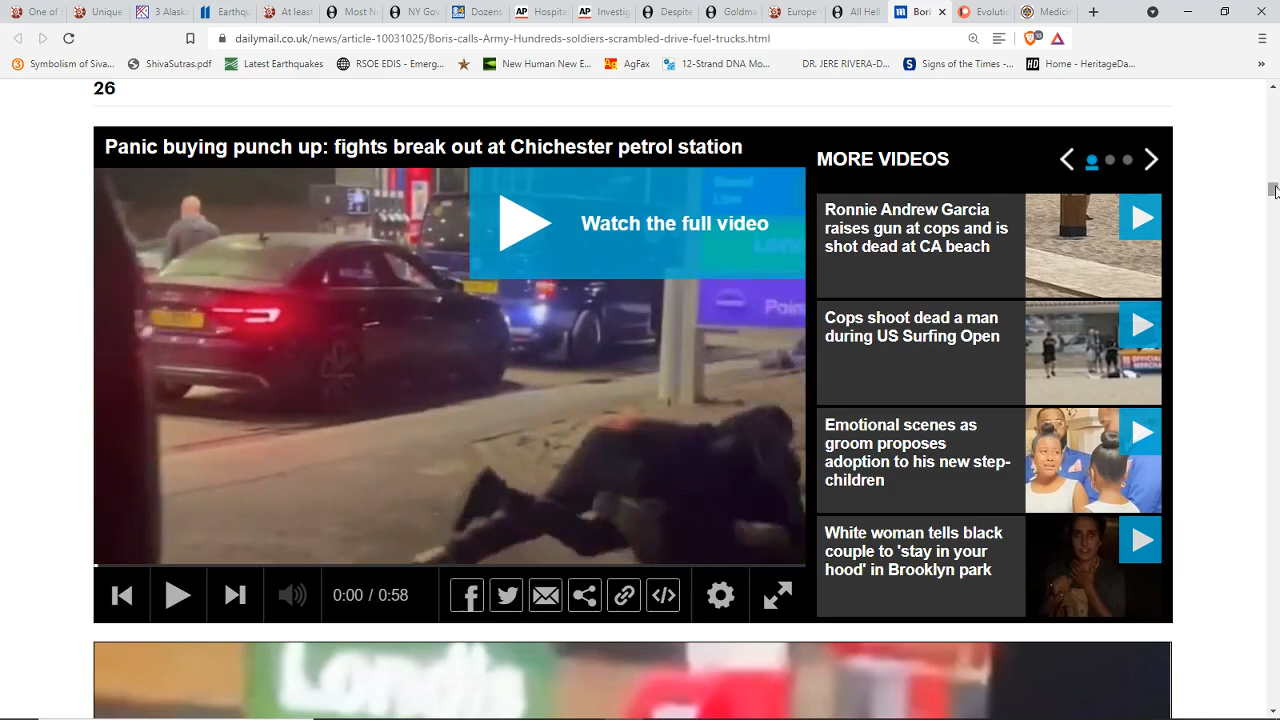 One of
Unique
3 Alask
Earthqu
At least
Most N
NY Gov
Dozens
Hospita
Investig
Despite
Goldma
Europe
All Hell
Bori
Evolutic
Medicin
dailymail.co.uk/news/article-10031025/Boris-calls-Army-Hundreds-soldiers-scrambled-drive-fuel-trucks.html
10
Symbolism of Siva...
ShivaSutras.pdf
Latest Earthquakes
RSOE EDIS - Emerg...
New Human New E...
AgFax
12-Strand DNA Mo...
DR. JERE RIVERA-D...
Signs of the Times -...
Home - HeritageDa...
26
Panic buying punch up: fights break out at Chichester petrol station
Watch the full video
MORE VIDEOS
Ronnie Andrew Garcia
raises gun at cops and is
shot dead at CA beach
Cops shoot dead a man
during US Surfing Open
Emotional scenes as
groom proposes
adoption to his new step-
children
White woman tells black
couple to 'stay in your
hood' in Brooklyn park
0:00 / 0:58
Londis